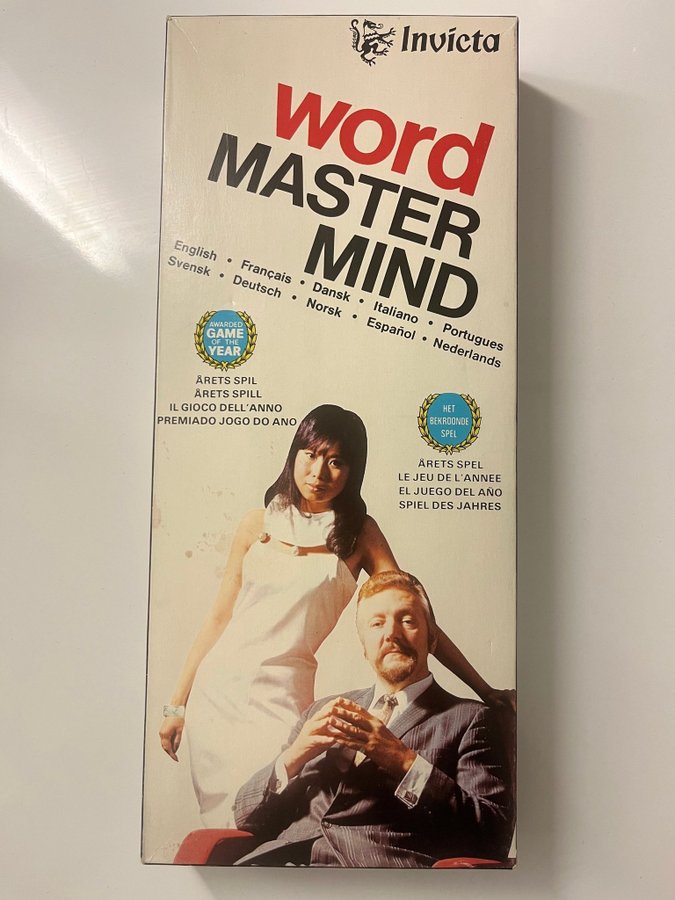 Invicta
word
MASTER
MIND
English • Français • Dansk • Italiano • Portugues
Svensk • Deutsch • Norsk • Español • Nederlands
AWARDED
GAME
OF THE
YEAR
ÅRETS SPIL
ÅRETS SPILL
IL GIOCO DELL'ANNO
PREMIADO JOGO DO ANO
HET
BEKROONDE
SPEL
ÅRETS SPEL
LE JEU DE L'ANNEE
EL JUEGO DEL AÑO
SPIEL DES JAHRES